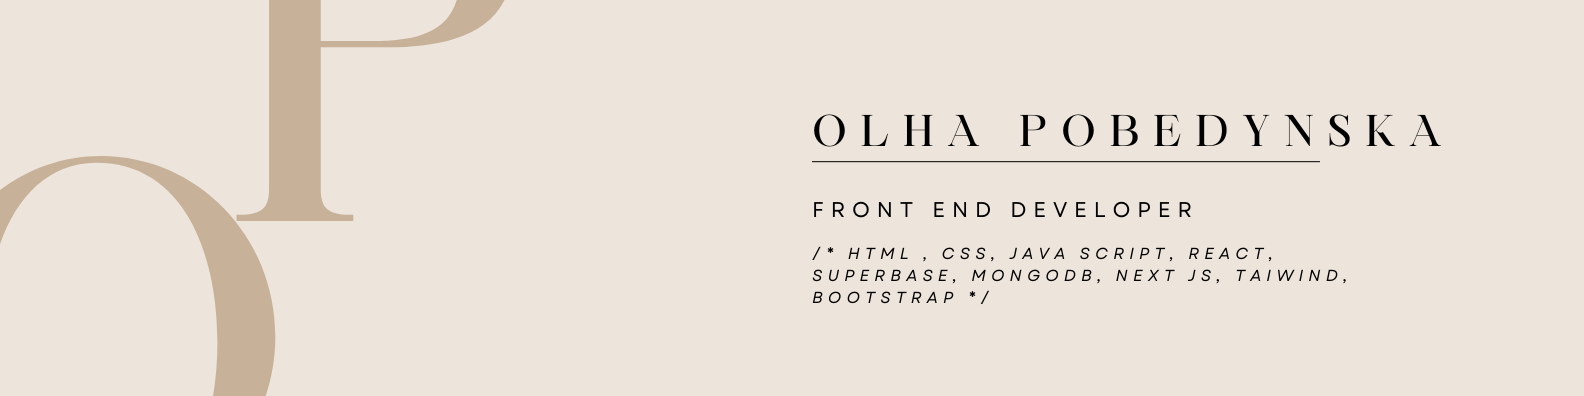 P
O
OLHA POBEDYNSKA
FRONT END DEVELOPER
/* HTML , CSS, JAVA SCRIPT, REACT,
SUPERBASE, MONGODB, NEXT JS, TAIWIND,
BOOTSTRAP */